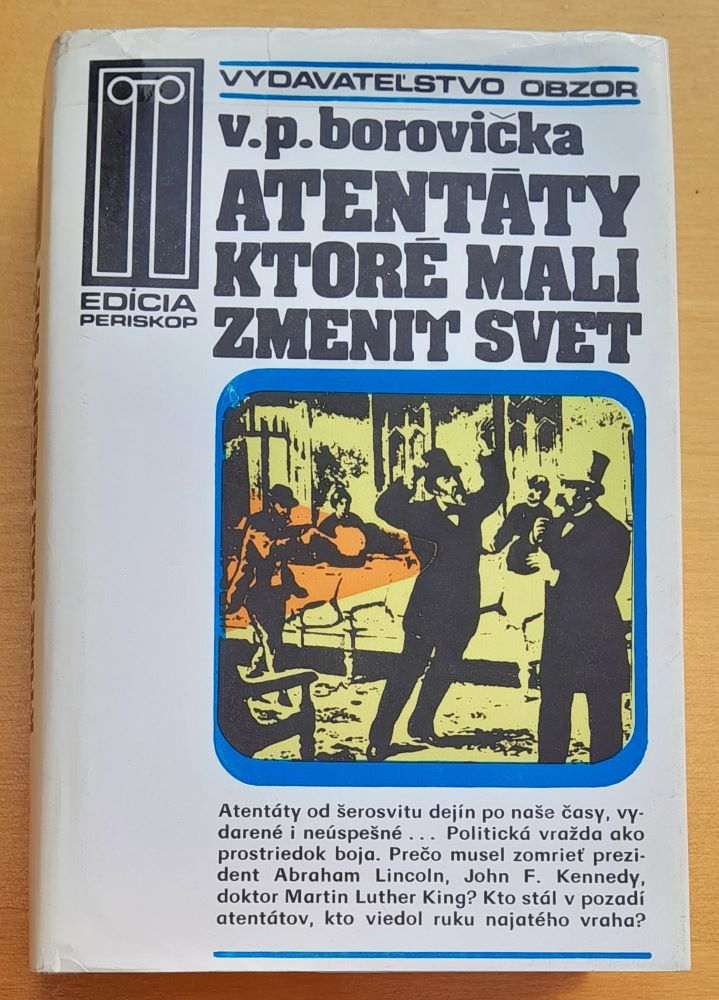 VYDAVATEĽSTVO OBZOR
v.p.borovička
ATENTÁTY
KTORÉ MALI
ZMENIŤ SVET
EDÍCIA
PERISKOP
Atentáty od šerosvitu dejín po naše časy, vy-
darené i neúspešné ... Politická vražda ako
prostriedok boja. Prečo musel zomrieť prezi-
dent Abraham Lincoln, John F. Kennedy,
doktor Martin Luther King? Kto stál v pozadí
atentátov, kto viedol ruku najatého vraha?